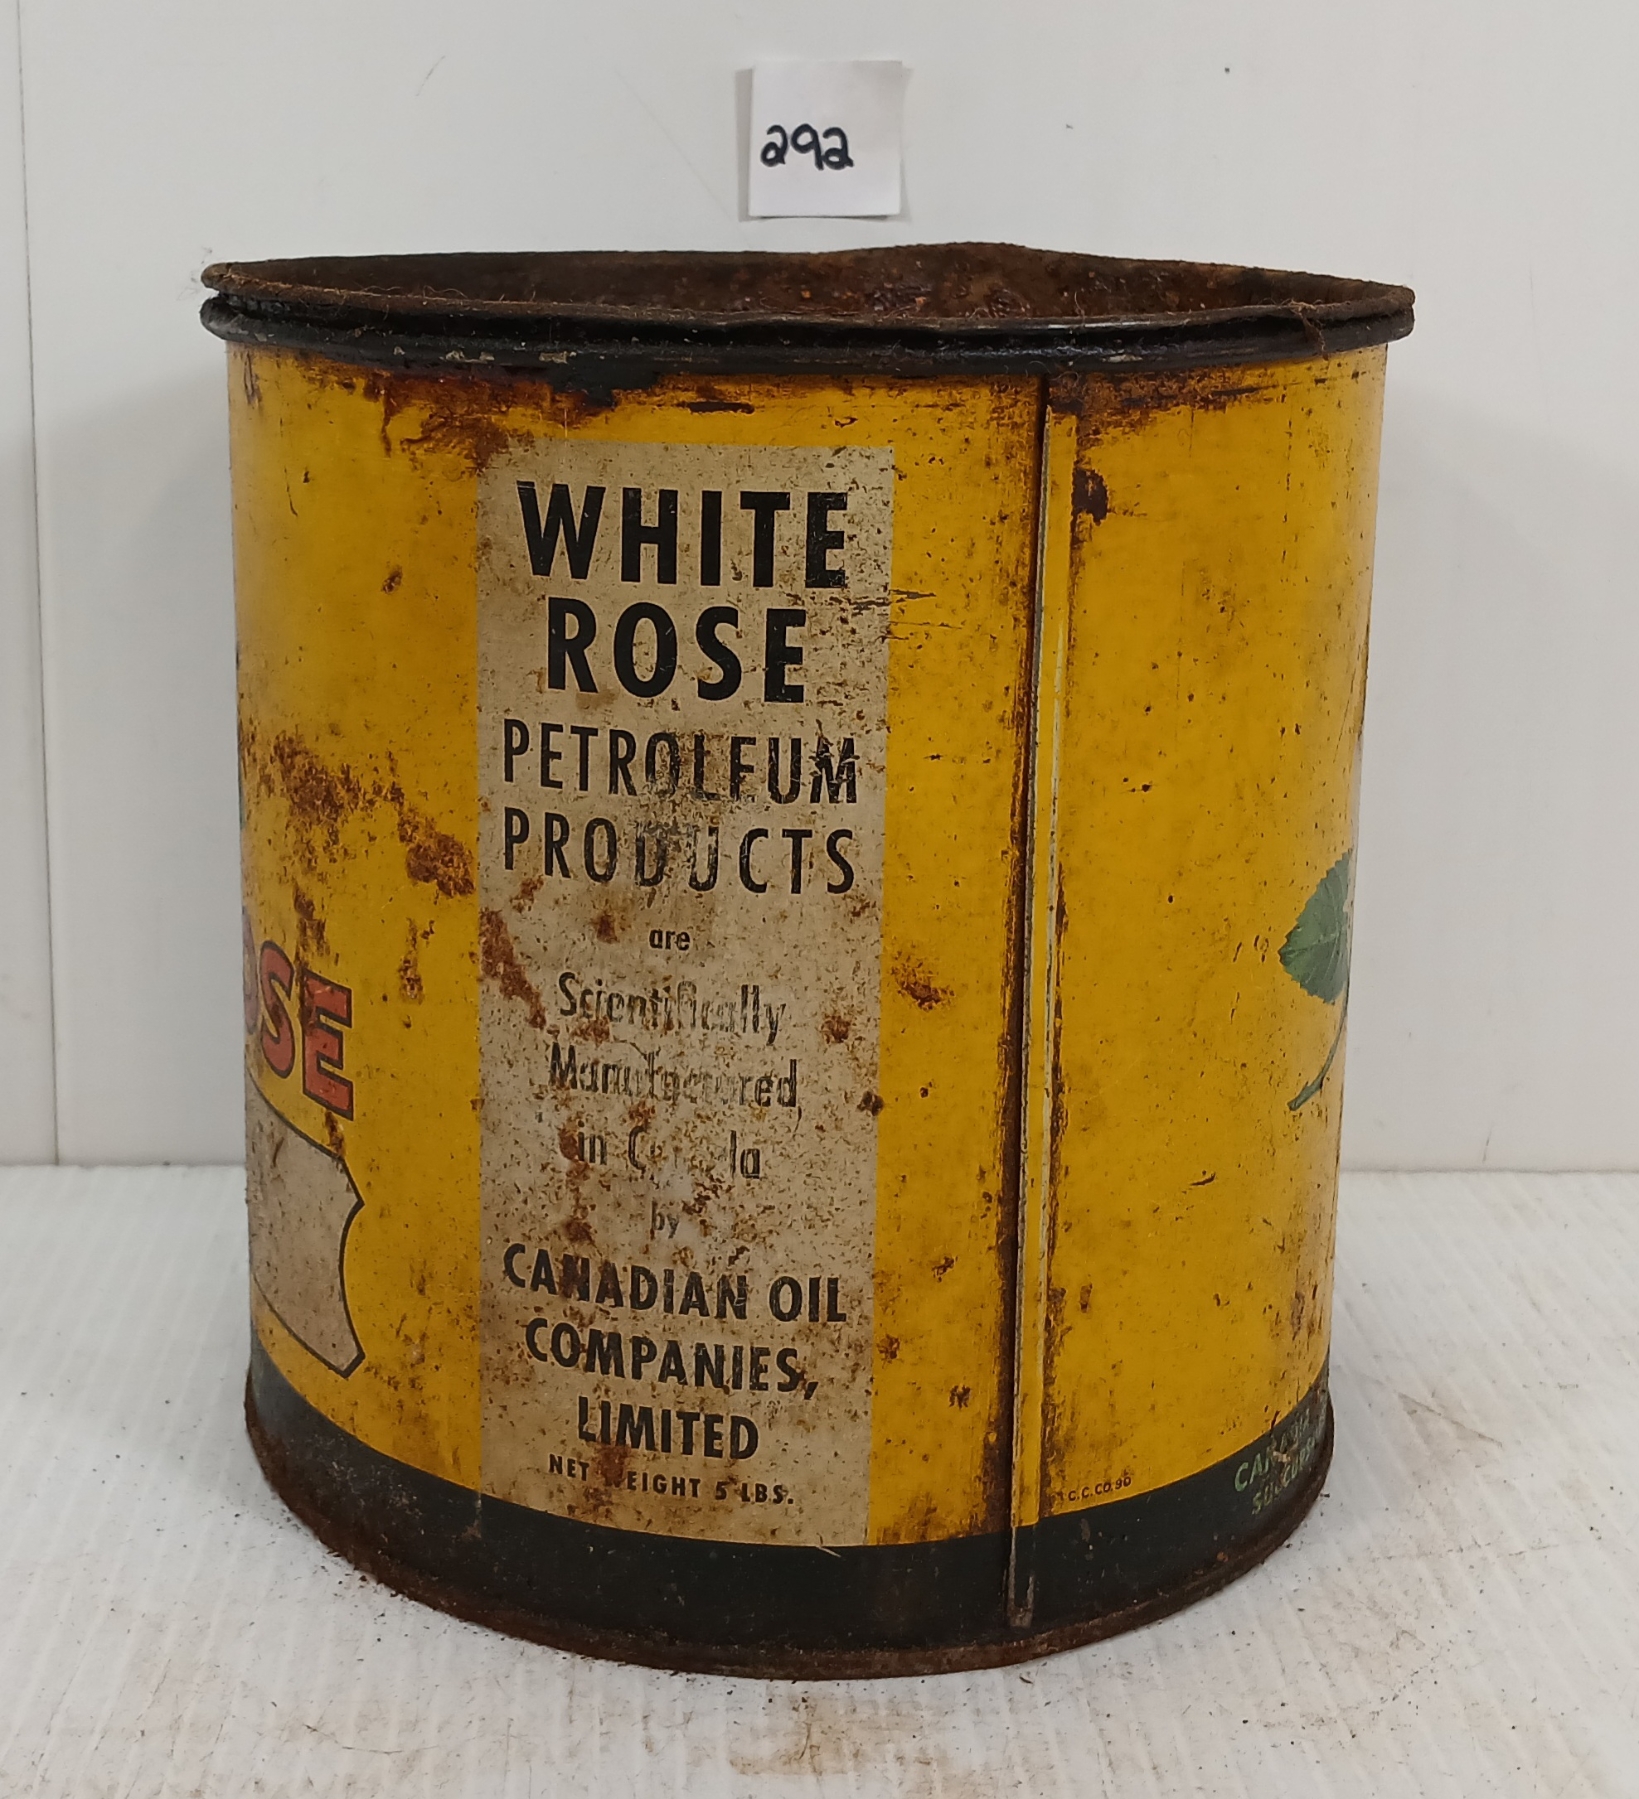 292
WHITE
ROSE
PETROLEUM
PRODUCTS
are
Scientifically
Manufactured
in Canada
by
CANADIAN OIL
COMPANIES,
LIMITED
NET WEIGHT 5 LBS.
OSE
C.C.CO.90